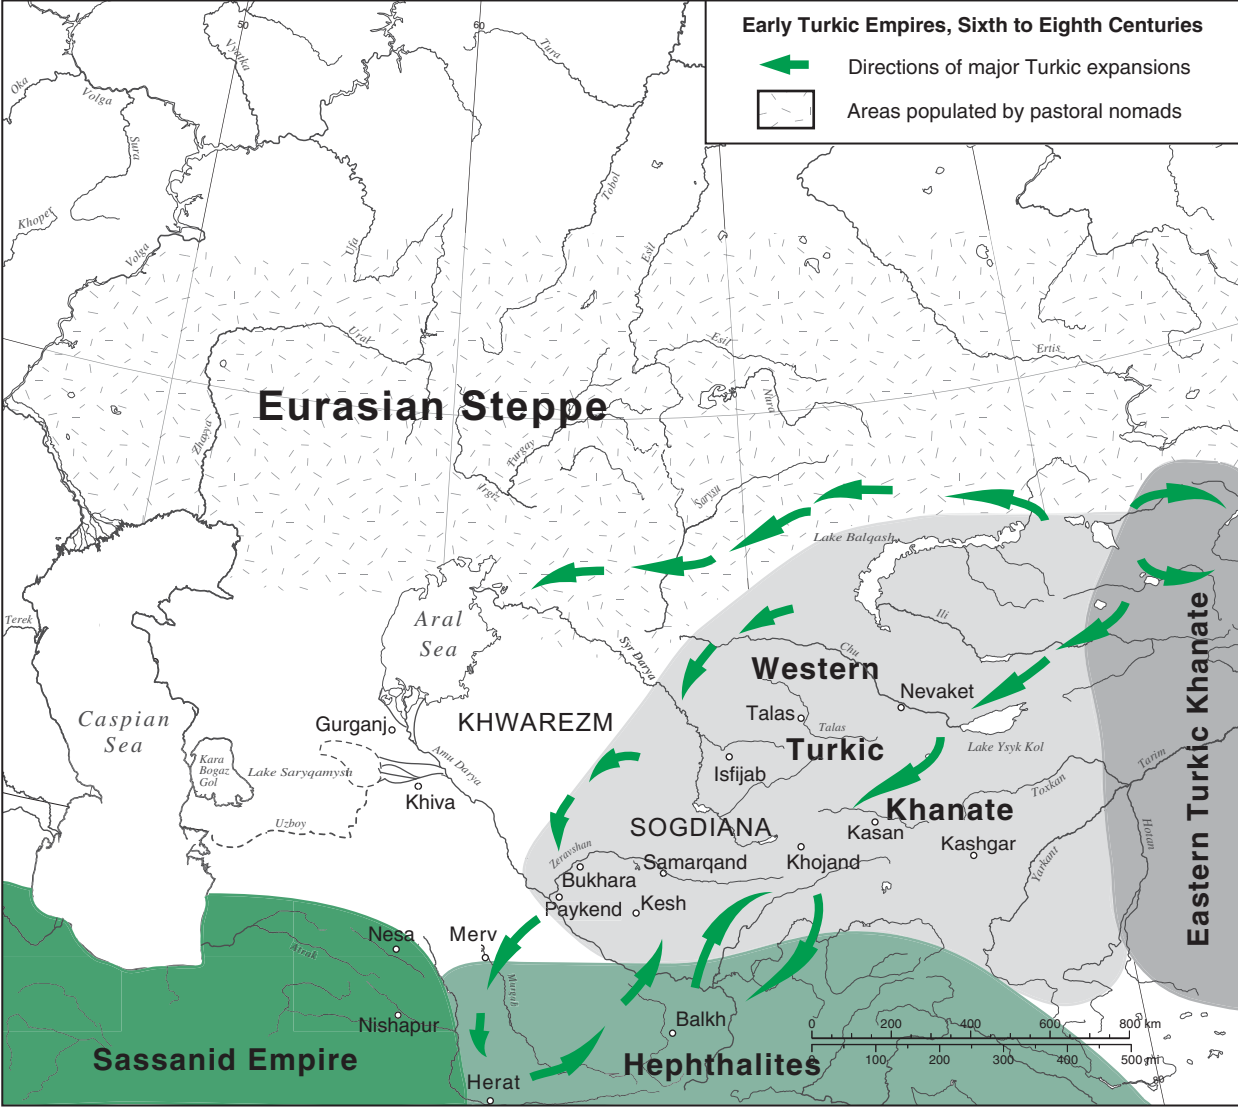 Early Turkic Empires, Sixth to Eighth Centuries
Directions of major Turkic expansions
Areas populated by pastoral nomads
50
60
Oka
Volga
Vyatka
Tura
Sura
Khoper
Volga
Ufa
Tobol
Esil
Ural
Esil
Ertis
Nura
Eurasian Steppe
Zhayya
Turgay
Irgiz
Sarysu
Lake Balqash
Terek
Aral
Sea
Syr Darya
Ili
Chu
Western
Nevaket
Caspian
Sea
Gurganj
KHWAREZM
Talas
Talas
Turkic
Lake Ysyk Kol
Kara
Bogaz
Gol
Lake Saryqamysh
Amu Darya
Isfijab
Tarim
Toxkan
Khiva
Khanate
Uzboy
SOGDIANA
Kasan
Kashgar
Hotan
Yarkant
Zeravshan
Samarqand
Khojand
Bukhara
Paykend
Kesh
Eastern Turkic Khanate
Nesa
Merv
Atrak
Murgab
Nishapur
Balkh
Sassanid Empire
Hephthalites
Herat
0 200 400 600 800 km
0 100 200 300 400 500 mi
80